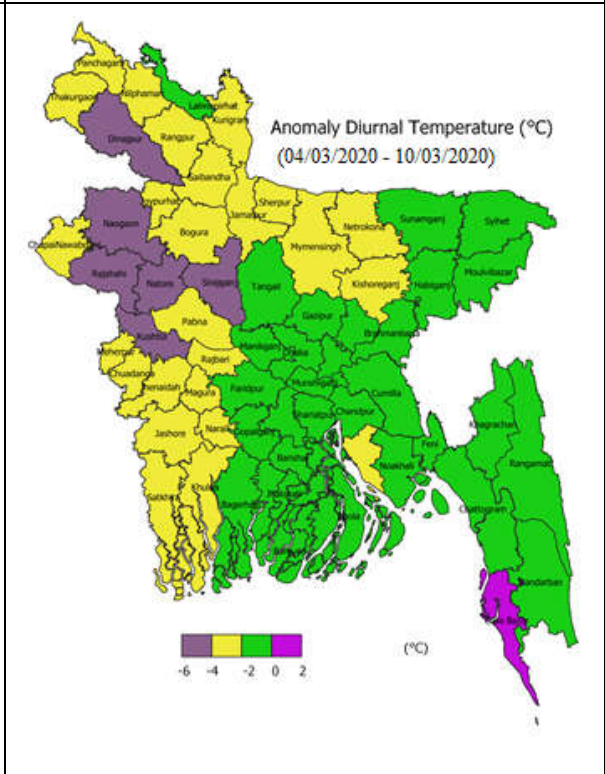 Panchagarh
Thakurgaon
Nilphamari
Lalmonirhat
Kurigram
Dinajpur
Rangpur
Anomaly Diurnal Temperature (°C)
(04/03/2020 - 10/03/2020)
Gaibandha
Naogaon
Joypurhat
Sherpur
Jamalpur
Bogura
Netrokona
Sunamganj
Sylhet
Mymensingh
ChapaiNawabganj
Rajshahi
Natore
Sirajganj
Tangail
Kishoreganj
Habiganj
Moulvibazar
Pabna
Gazipur
Kushtia
Brahmanbaria
Meherpur
Rajbari
Manikganj
Dhaka
Chuadanga
Jhenaidah
Magura
Faridpur
Munshiganj
Cumilla
Jashore
Narail
Gopalganj
Shariatpur
Chandpur
Khagrachari
Feni
Noakhali
Rangamati
Satkhira
Khulna
Bagerhat
Barishal
Bhola
Chattogram
Bandarban
-6 -4 -2 0 2
(°C)